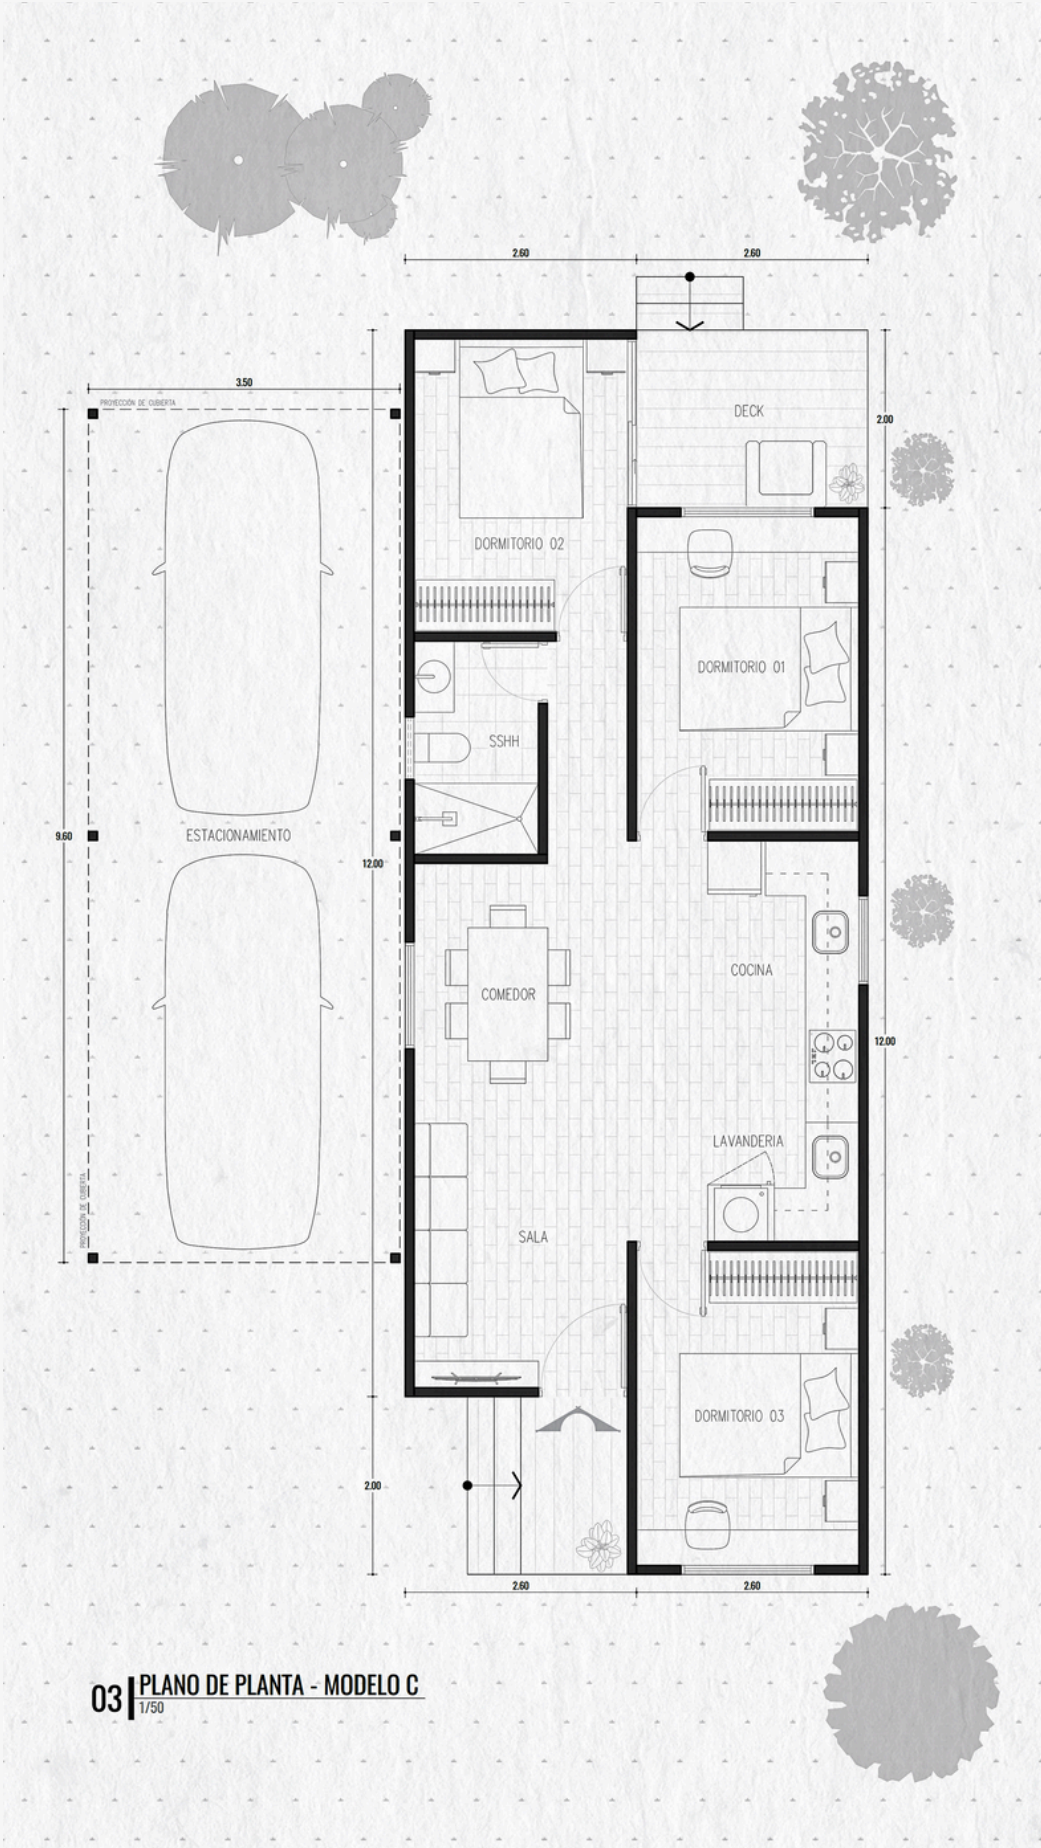 2.60
2.60
3.50
PROYECCIÓN DE CUBIERTA
DECK
2.00
DORMITORIO 02
DORMITORIO 01
SSHH
ESTACIONAMIENTO
9.60
12.00
COCINA
COMEDOR
12.00
LAVANDERIA
PROYECCIÓN DE CUBIERTA
SALA
DORMITORIO 03
2.00
2.60
2.60
03
PLANO DE PLANTA - MODELO C
1/50